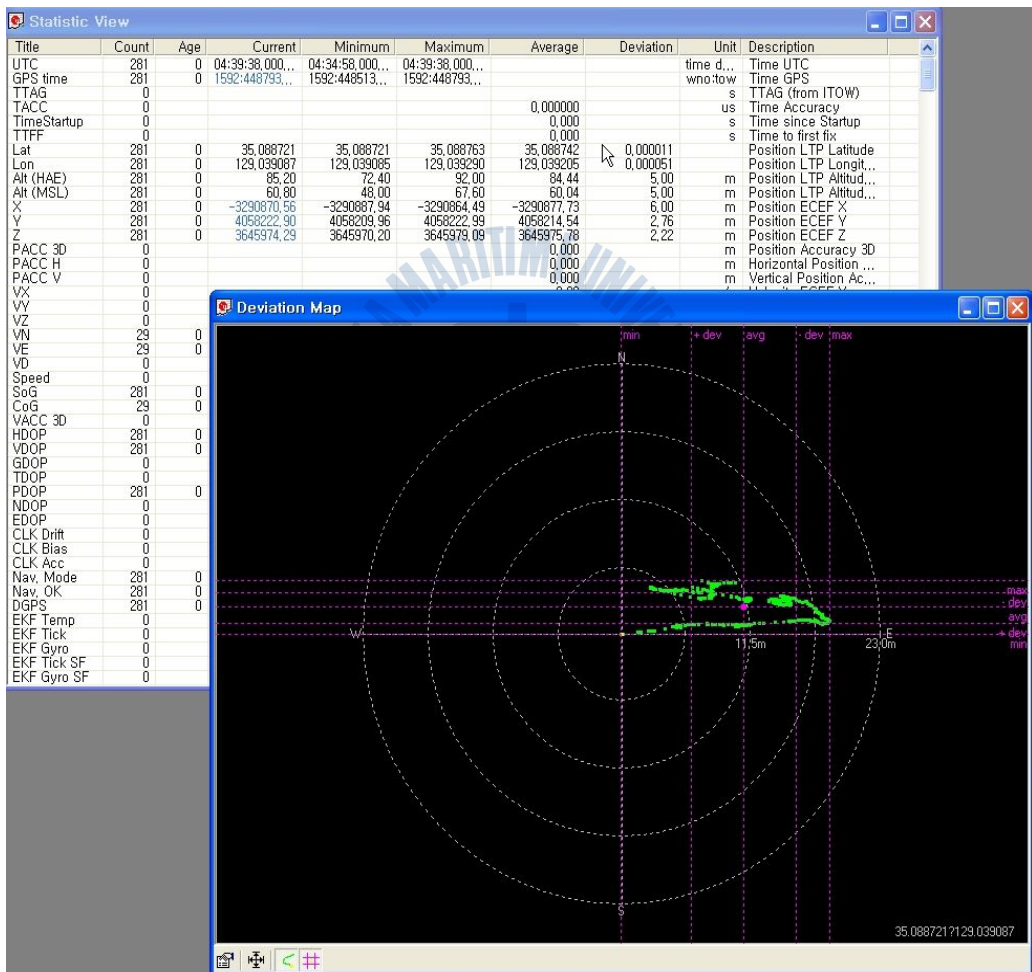 Statistic View
Title Count Age Current Minimum Maximum Average Deviation Unit Description
UTC 281 0 04:39:38,000,.. 04:34:58,000,.. 04:39:38,000,.. time d,.. Time UTC
GPS time 281 0 1592:448793,.. 1592:448513,.. 1592:448793,.. wno:tow Time GPS
TTAG 0 s TTAG (from ITOW)
TACC 0 0,000000 us Time Accuracy
TimeStartup 0 0,000 s Time since Startup
TTFF 0 0,000 s Time to first fix
Lat 281 0 35,088721 35,088721 35,088763 35,088742 0,000011 Position LTP Latitude
Lon 281 0 129,039087 129,039085 129,039290 129,039205 0,000051 Position LTP Longit,..
Alt (HAE) 281 0 85,20 72,40 92,00 84,44 5,00 m Position LTP Altitud,..
Alt (MSL) 281 0 60,80 48,00 67,60 60,04 5,00 m Position LTP Altitud,..
X 281 0 -3290870,56 -3290887,94 -3290864,49 -3290877,73 6,00 m Position ECEF X
Y 281 0 4058222,90 4058209,96 4058222,99 4058214,54 2,76 m Position ECEF Y
Z 281 0 3645974,29 3645970,20 3645979,09 3645975,78 2,22 m Position ECEF Z
PACC 3D 0 0,000 m Position Accuracy 3D
PACC H 0 0,000 m Horizontal Position ,..
PACC V 0 0,000 m Vertical Position Ac,..
VX 0
VY 0
VZ 0
VN 29 0
VE 29 0
VD 0
Speed 0
SoG 281 0
CoG 29 0
VACC 3D 0
HDOP 281 0
VDOP 281 0
GDOP 0
TDOP 0
PDOP 281 0
NDOP 0
EDOP 0
CLK Drift 0
CLK Bias 0
CLK Acc 0
Nav, Mode 281 0
Nav, OK 281 0
DGPS 281 0
EKF Temp 0
EKF Tick 0
EKF Gyro 0
EKF Tick SF 0
EKF Gyro SF 0
MARITIME UNIVE
Deviation Map
min + dev avg - dev max
N
max
- dev
avg
W E + dev
11,5m 23,0m min
S
35.088721?129.039087